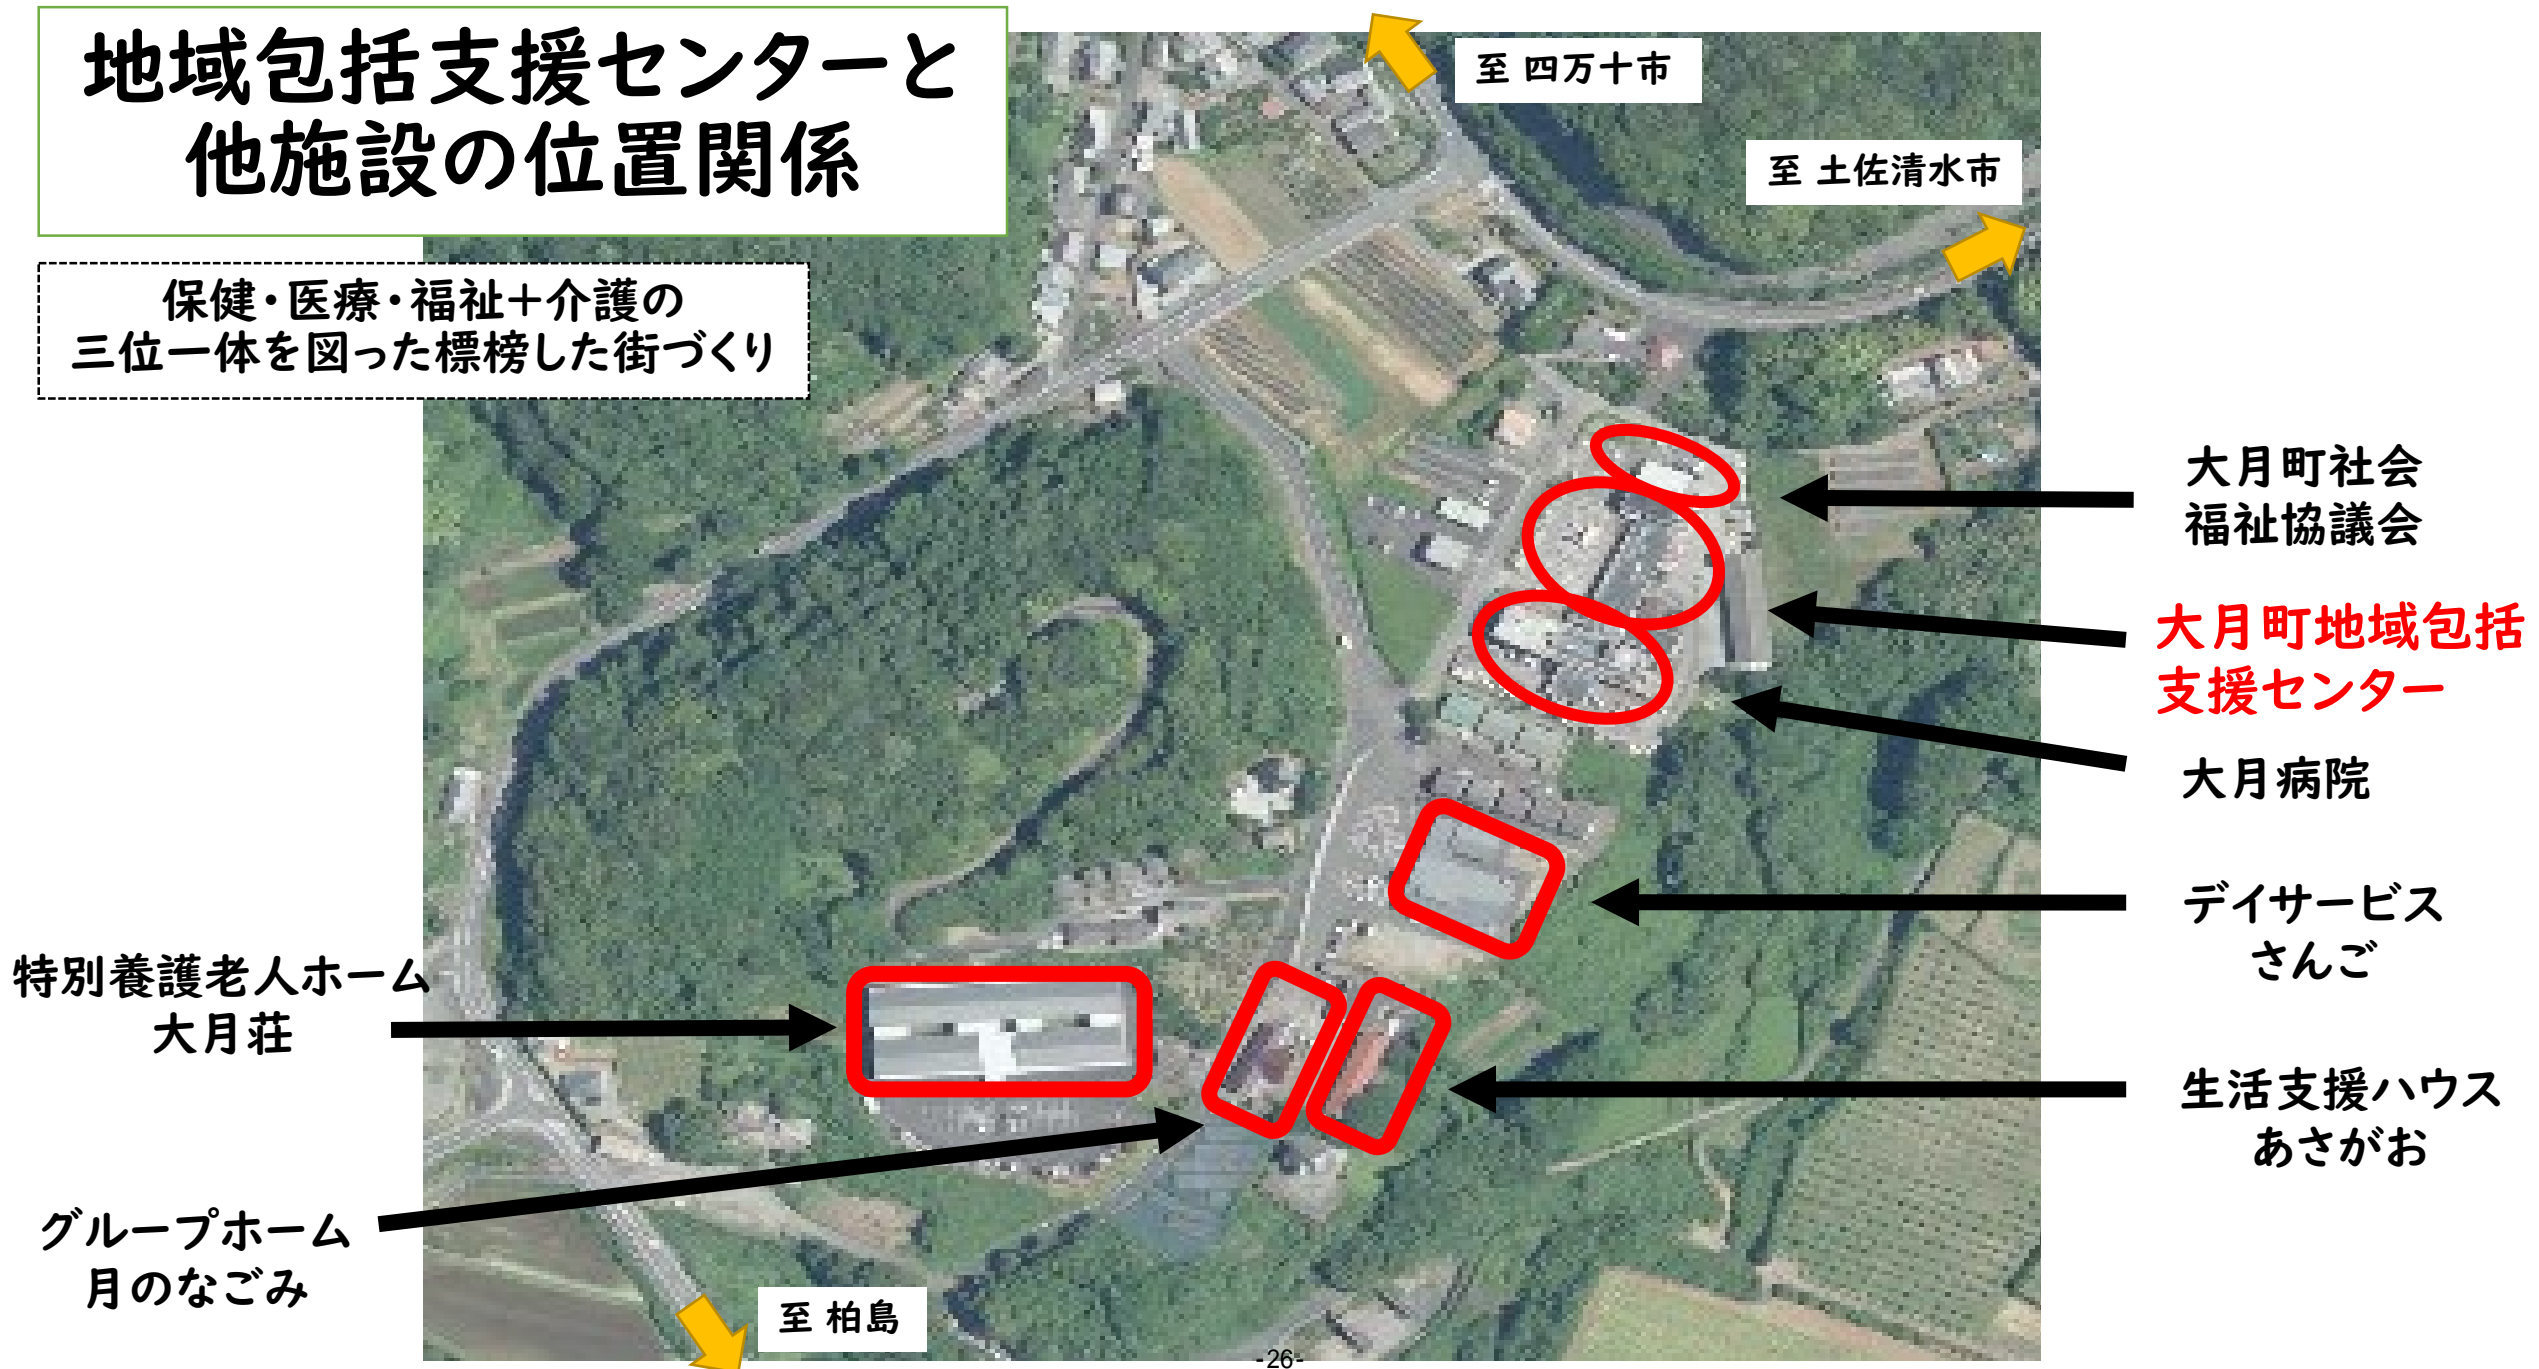 地域包括支援センターと
他施設の位置関係
保健・医療・福祉＋介護の
三位一体を図った標榜した街づくり
至 四万十市
至 土佐清水市
大月町社会
福祉協議会
大月町地域包括
支援センター
大月病院
デイサービス
さんご
生活支援ハウス
あさがお
特別養護老人ホーム
大月荘
グループホーム
月のなごみ
至 柏島
-26-